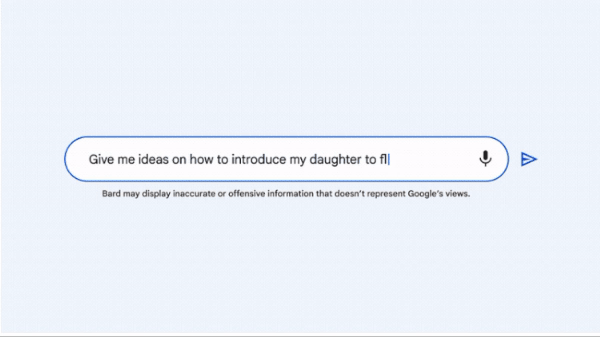 Give me ideas on how to introduce my daughter to fl
Bard may display inaccurate or offensive information that doesn't represent Google's views.